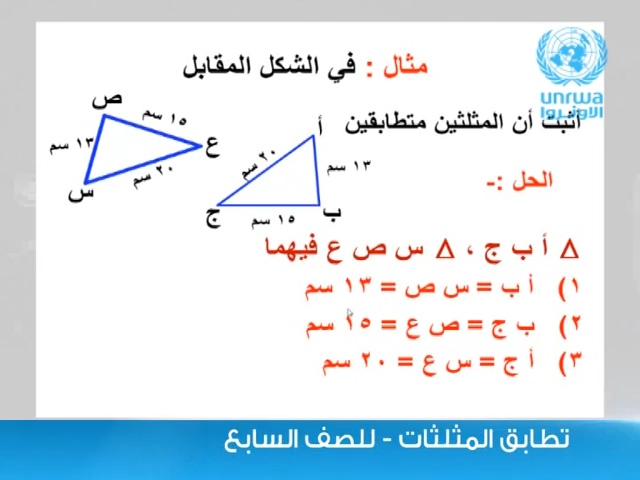 unrwa
الأونروا
مثال : في الشكل المقابل
أثبت أن المثلثين متطابقين
ص
١٥ سم
ع
١٣ سم
٢٠ سم
س
أ
٢٠ سم
١٣ سم
ج
ب
١٥ سم
الحل :-
Δ أ ب ج ، Δ س ص ع فيهما
١) أ ب = س ص = ١٣ سم
٢) ب ج = ص ع = ١٥ سم
٣) أ ج = س ع = ٢٠ سم
تطابق المثلثات - للصف السابع